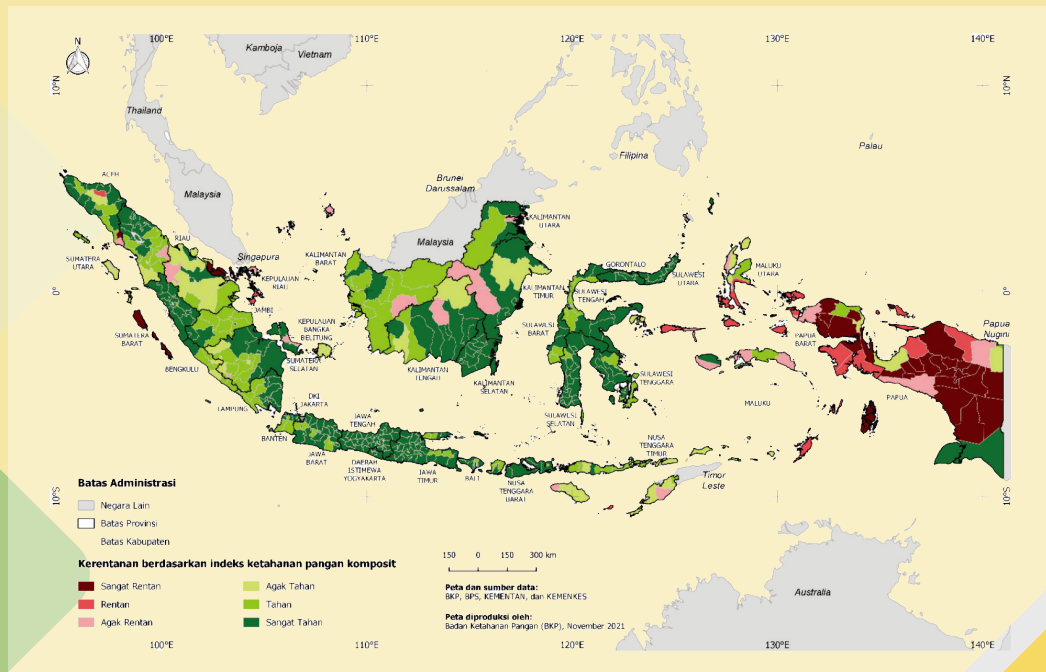 N
100°E
110°E
120°E
130°E
140°E
10°N
10°N
Kamboja
Vietnam
Thailand
Filipina
Palau
ACEH
Malaysia
Brunei
Darussalam
Malaysia
KALIMANTAN
UTARA
RIAU
Singapura
KALIMANTAN
BARAT
GORONTALO
SUMATERA
UTARA
KEPULAUAN
RIAU
KALIMANTAN
TIMUR
SULAWESI
TENGAH
SULAWESI
UTARA
MALUKU
UTARA
0°
0°
JAMBI
SUMATERA
BARAT
KEPULAUAN
BANGKA
BELITUNG
SULAWESI
BARAT
PAPUA
BARAT
Papua
Nugini
BENGKULU
SUMATERA
SELATAN
KALIMANTAN
TENGAH
KALIMANTAN
SELATAN
SULAWESI
TENGGARA
PAPUA
LAMPUNG
DKI
JAKARTA
JAWA
TENGAH
SULAWESI
SELATAN
MALUKU
BANTEN
JAWA
BARAT
DAERAH
ISTIMEWA
YOGYAKARTA
JAWA
TIMUR
BALI
NUSA
TENGGARA
BARAT
NUSA
TENGGARA
TIMUR
Timor
Leste
10°S
10°S
Batas Administrasi
Negara Lain
Batas Provinsi
Batas Kabupaten
Kerentanan berdasarkan indeks ketahanan pangan komposit
Sangat Rentan
Rentan
Agak Rentan
Agak Tahan
Tahan
Sangat Tahan
150 0 150 300 km
Peta dan sumber data:
BKP, BPS, KEMENTAN, dan KEMENKES
Peta diproduksi oleh:
Badan Ketahanan Pangan (BKP), November 2021
Australia
100°E
110°E
120°E
130°E
140°E